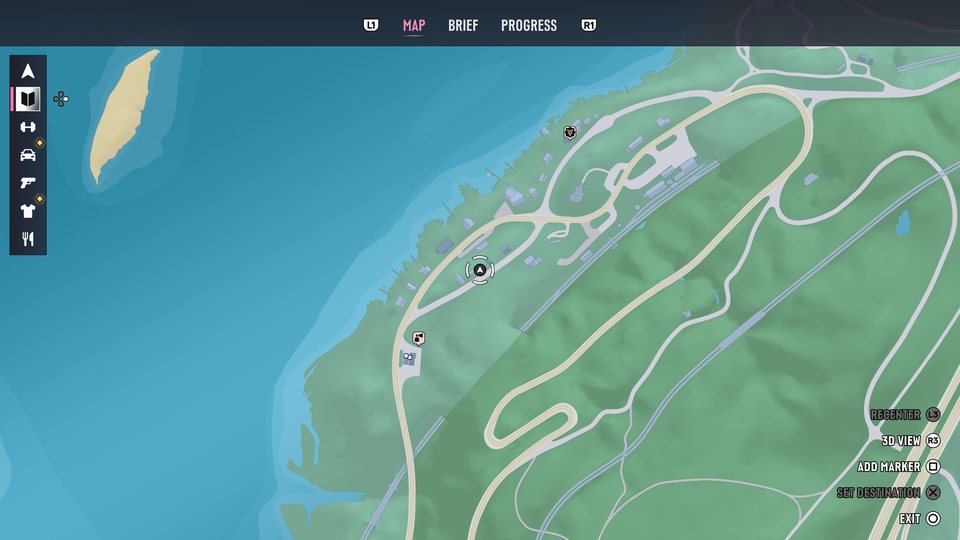 L1 MAP BRIEF PROGRESS R1
RECENTER L3
3D VIEW R3
ADD MARKER
SET DESTINATION
EXIT